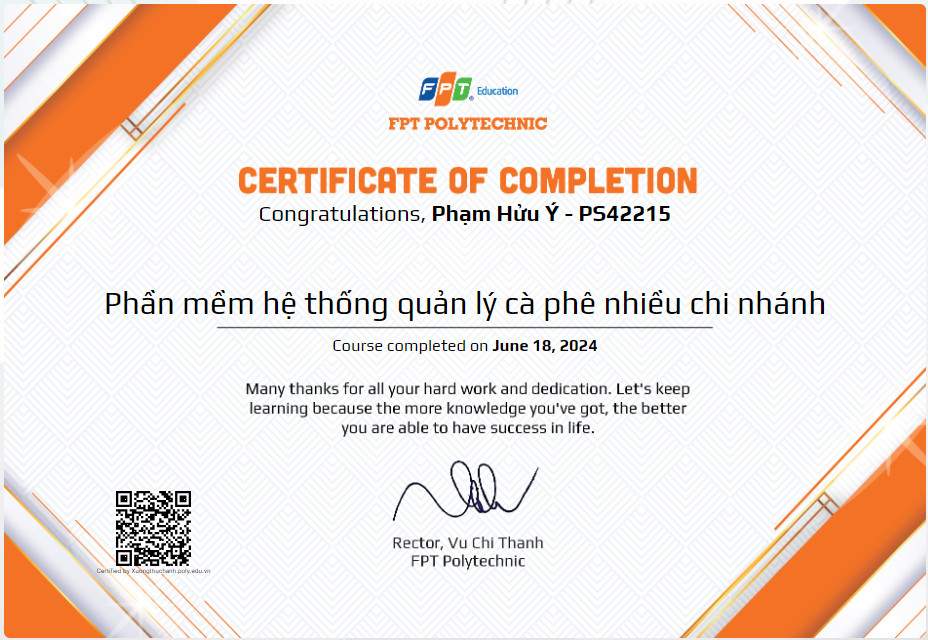 FPT Education
FPT POLYTECHNIC
CERTIFICATE OF COMPLETION
Congratulations, Phạm Hửu Ý - PS42215
Phần mềm hệ thống quản lý cà phê nhiều chi nhánh
Course completed on June 18, 2024
Many thanks for all your hard work and dedication. Let's keep
learning because the more knowledge you've got, the better
you are able to have success in life.
Rector, Vu Chi Thanh
FPT Polytechnic
Certified by Xuongthuchanh.poly.edu.vn